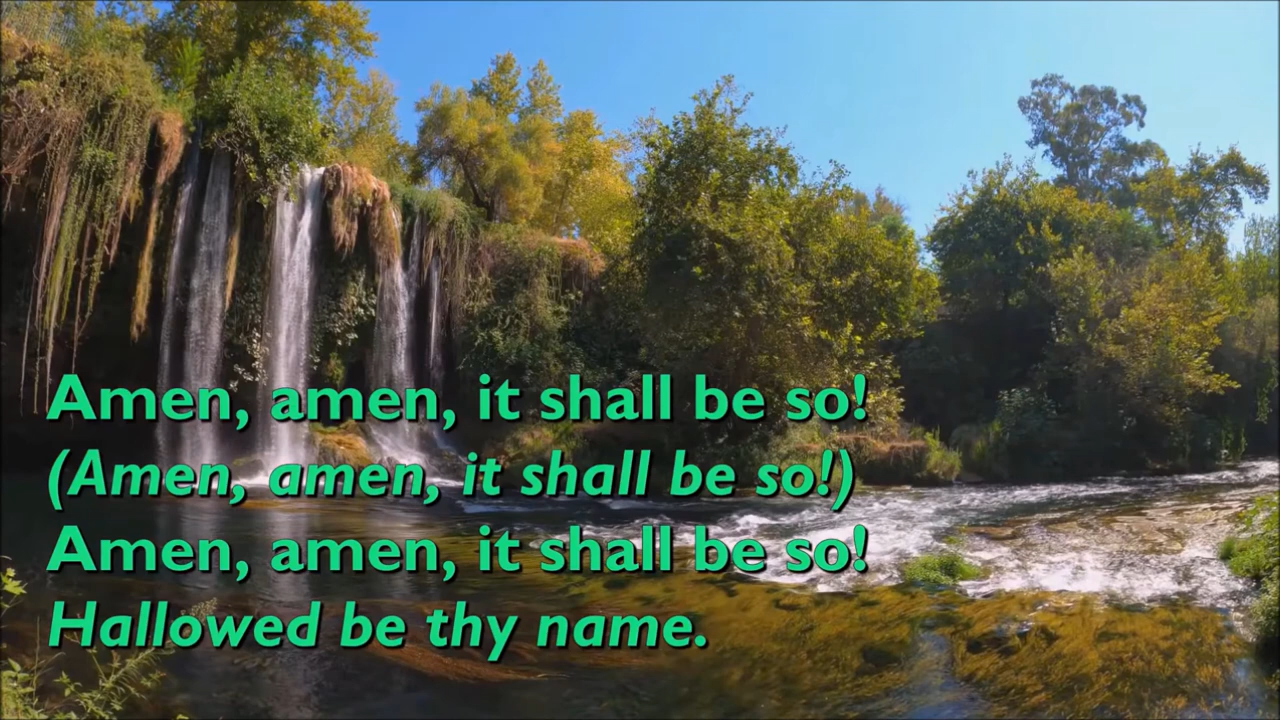 Amen, amen, it shall be so!
(Amen, amen, it shall be so!)
Amen, amen, it shall be so!
Hallowed be thy name.